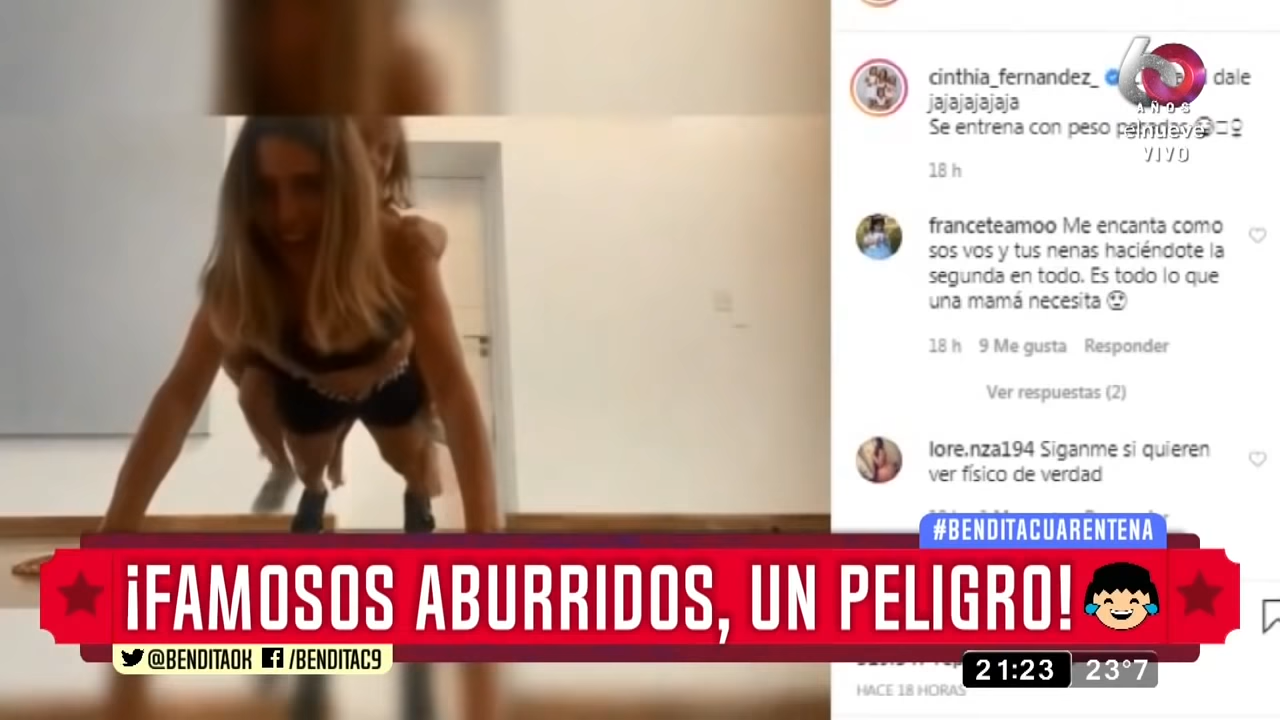 cinthia_fernandez_ dale
jajajajajaja
Se entrena con peso
18 h
franceteamoo Me encanta como
sos vos y tus nenas haciéndote la
segunda en todo. Es todo lo que
una mamá necesita
18 h 9 Me gusta Responder
Ver respuestas (2)
lore.nza194 Siganme si quieren
ver físico de verdad
60
AÑOS
elnueve
VIVO
#BENDITACUARENTENA
¡FAMOSOS ABURRIDOS, UN PELIGRO!
@BENDITAOK /BENDITAC9
21:23 23°7
HACE 18 HORAS